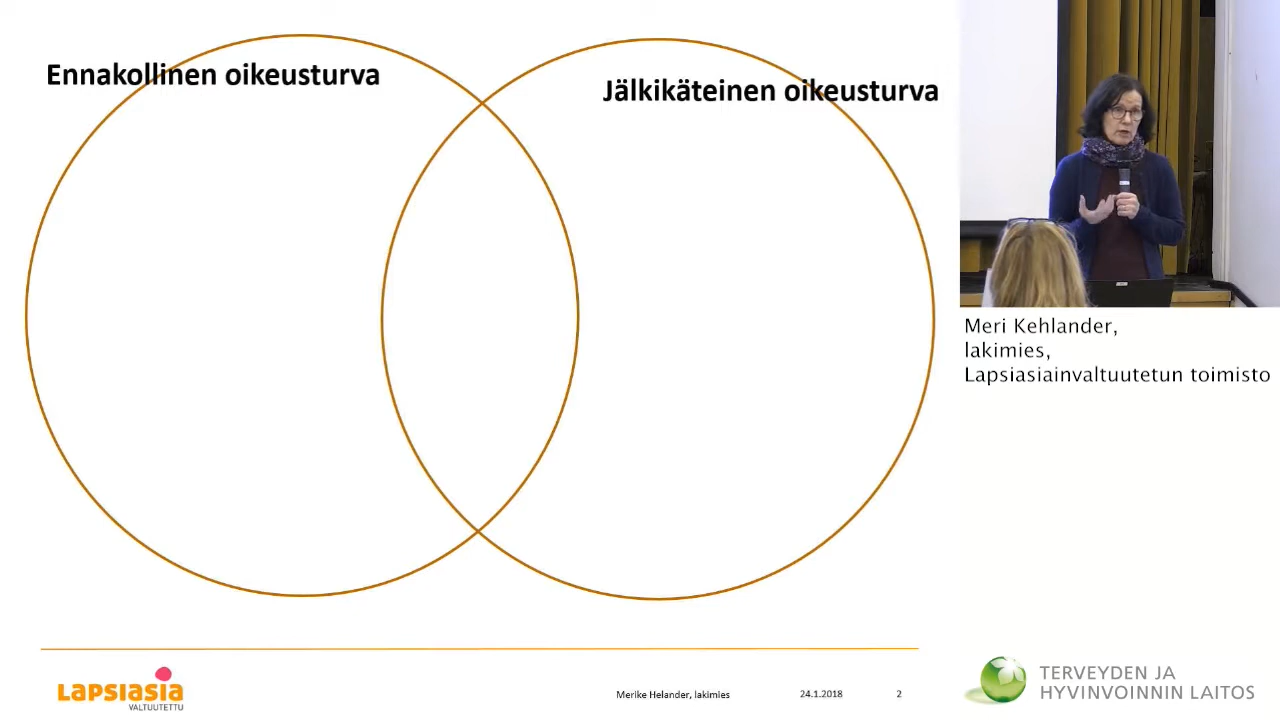 Ennakollinen oikeusturva
Jälkikäteinen oikeusturva
Meri Kehlander,
lakimies,
Lapsiasiainvaltuutetun toimisto
LAPSIASIA
VALTUUTETTU
Merike Helander, lakimies
24.1.2018
2
TERVEYDEN JA
HYVINVOINNIN LAITOS